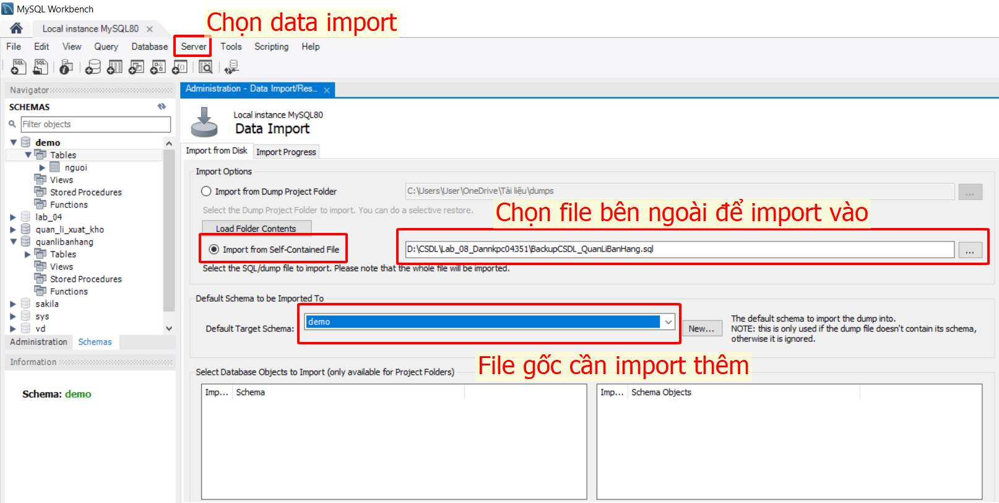 MySQL Workbench
Local instance MySQL80
Chọn data import
File Edit View Query Database Server Tools Scripting Help
Navigator
SCHEMAS
Filter objects
demo
Tables
nguoi
Views
Stored Procedures
Functions
lab_04
quan_li_xuat_kho
quanlibanhang
Tables
Views
Stored Procedures
Functions
sakila
sys
vd
Administration Schemas
Information
Schema: demo
Administration - Data Import/Res...
Local instance MySQL80
Data Import
Import from Disk Import Progress
Import Options
Import from Dump Project Folder C:\Users\User\OneDrive\Tài liệu\dumps ...
Select the Dump Project Folder to import. You can do a selective restore.
Chọn file bên ngoài để import vào
Load Folder Contents
Import from Self-Contained File D:\CSDL\Lab_08_Dannkpc04351\BackupCSDL_QuanLiBanHang.sql ...
Select the SQL/dump file to import. Please note that the whole file will be imported.
Default Schema to be Imported To
Default Target Schema: demo New...
The default schema to import the dump into.
NOTE: this is only used if the dump file doesn't contain its schema,
otherwise it is ignored.
File gốc cần import thêm
Select Database Objects to Import (only available for Project Folders)
Imp... Schema
Imp... Schema Objects